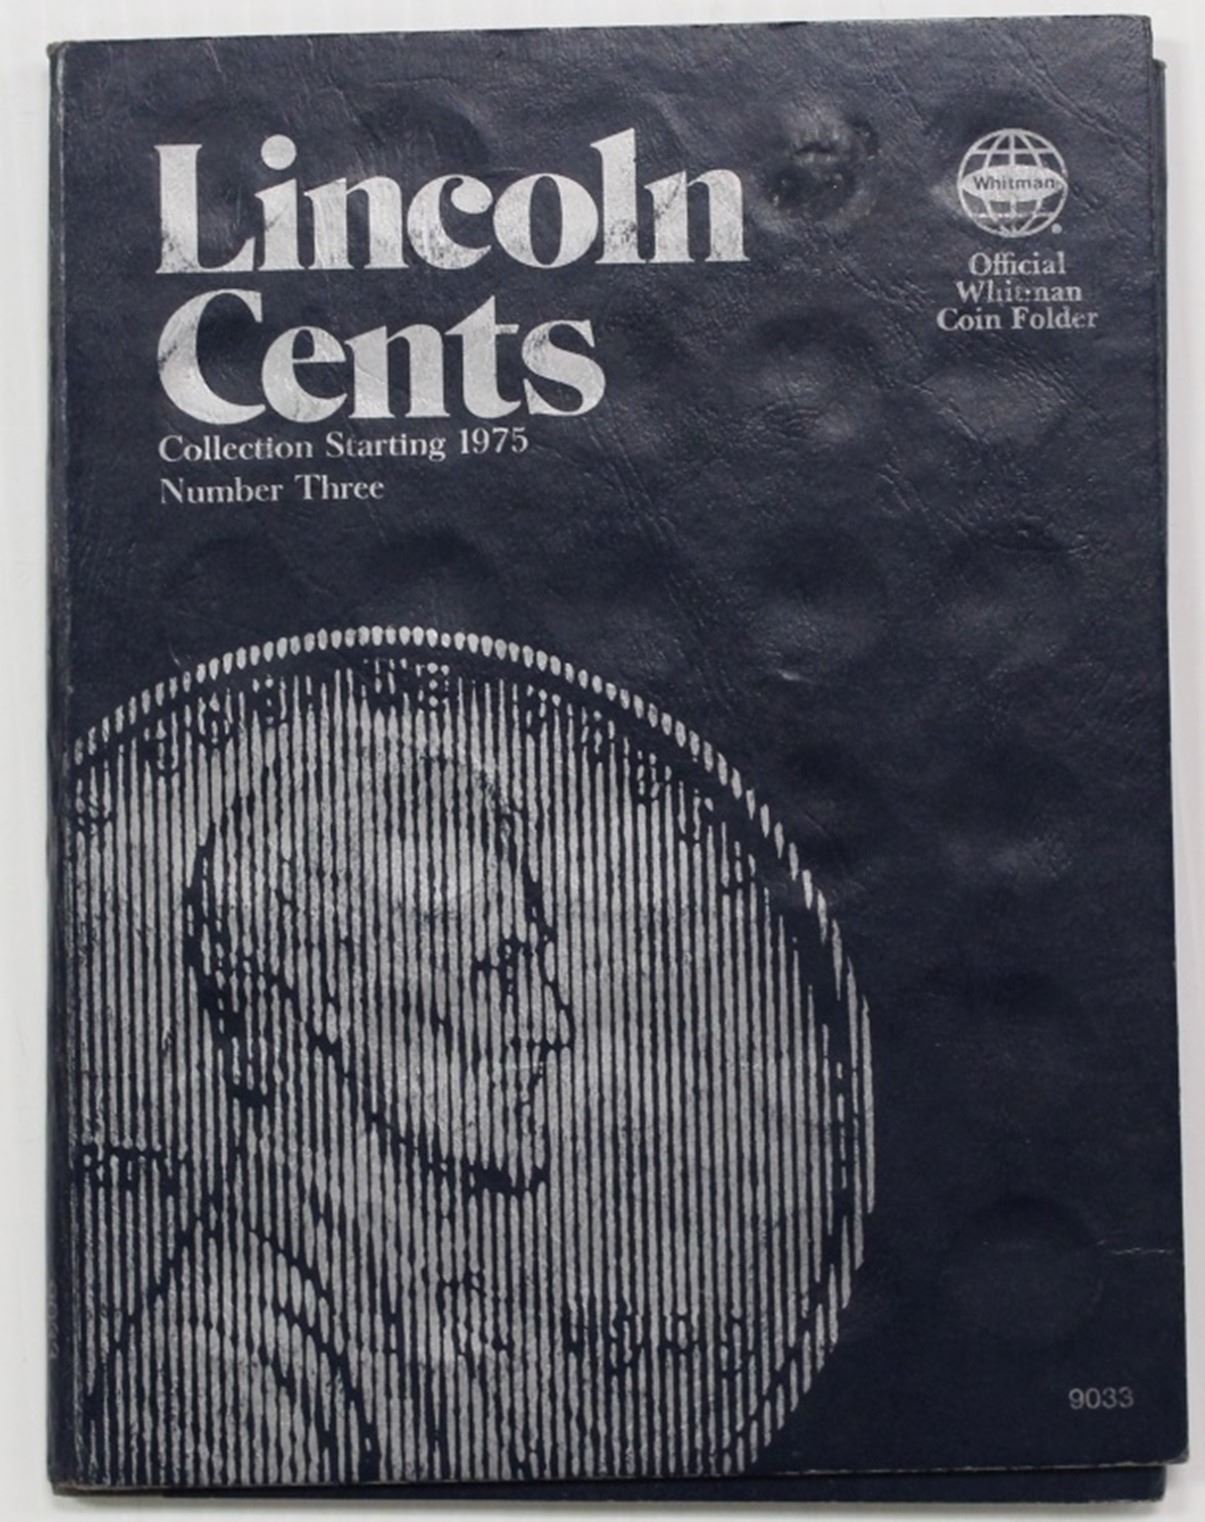 Lincoln
Cents
Collection Starting 1975
Number Three
Whitman
Official
Whitman
Coin Folder
9033